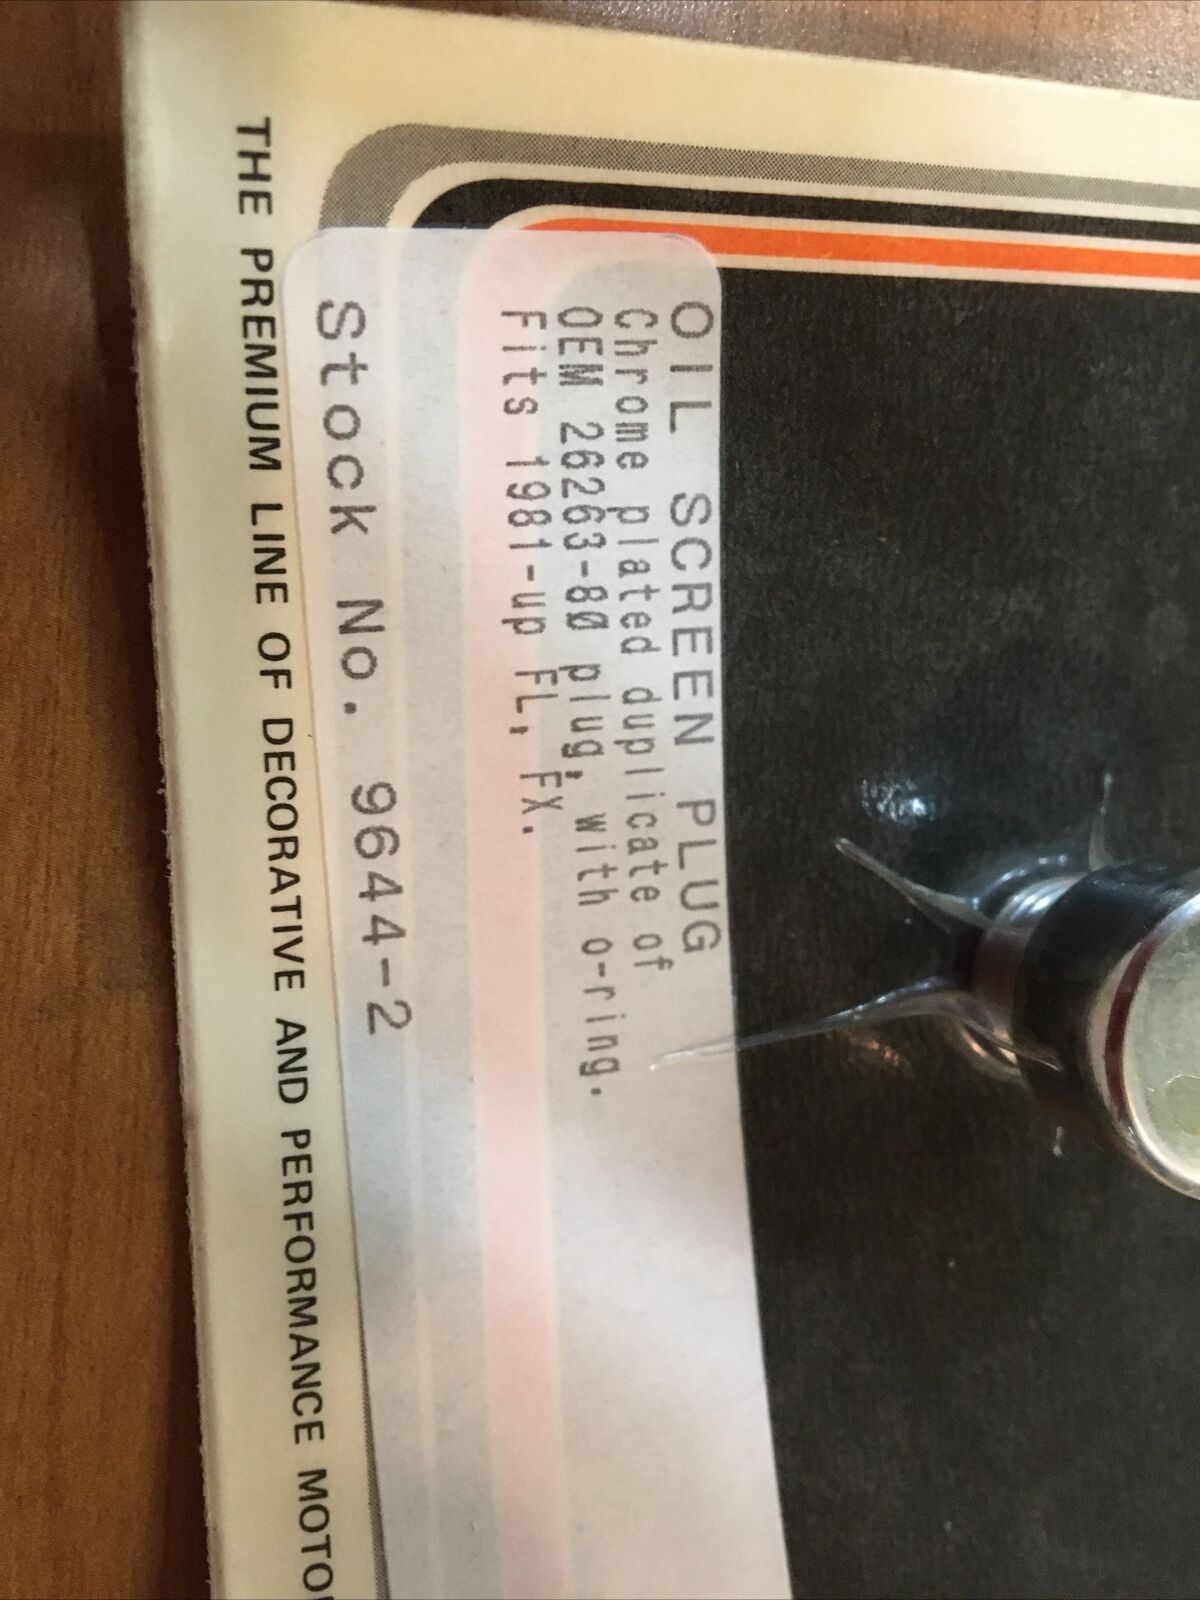 OIL SCREEN PLUG
Chrome plated duplicate of
OEM 26263-80 plug, with o-ring.
Fits 1981-up FL, FX.
Stock No. 9644-2
THE PREMIUM LINE OF DECORATIVE AND PERFORMANCE